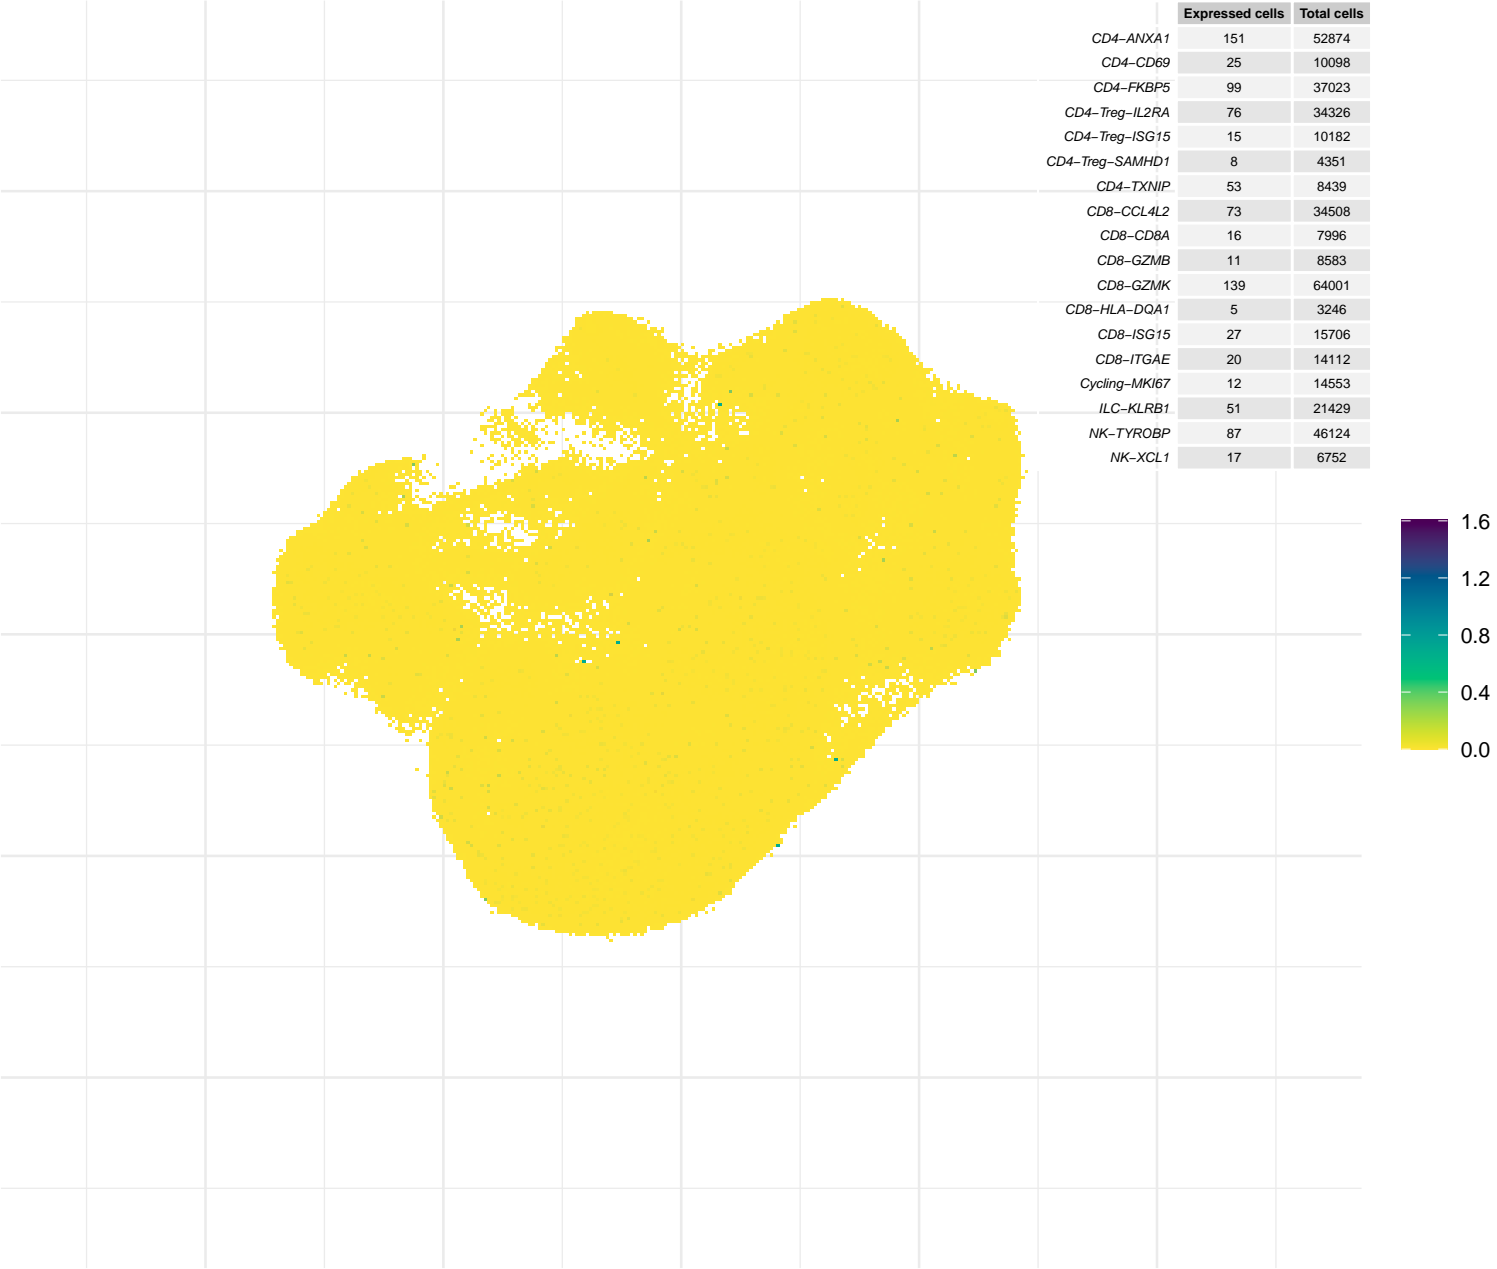 Expressed cells Total cells
CD4−ANXA1 151 52874
CD4−CD69 25 10098
CD4−FKBP5 99 37023
CD4−Treg−IL2RA 76 34326
CD4−Treg−ISG15 15 10182
CD4−Treg−SAMHD1 8 4351
CD4−TXNIP 53 8439
CD8−CCL4L2 73 34508
CD8−CD8A 16 7996
CD8−GZMB 11 8583
CD8−GZMK 139 64001
CD8−HLA−DQA1 5 3246
CD8−ISG15 27 15706
CD8−ITGAE 20 14112
Cycling−MKI67 12 14553
ILC−KLRB1 51 21429
NK−TYROBP 87 46124
NK−XCL1 17 6752
1.6
1.2
0.8
0.4
0.0